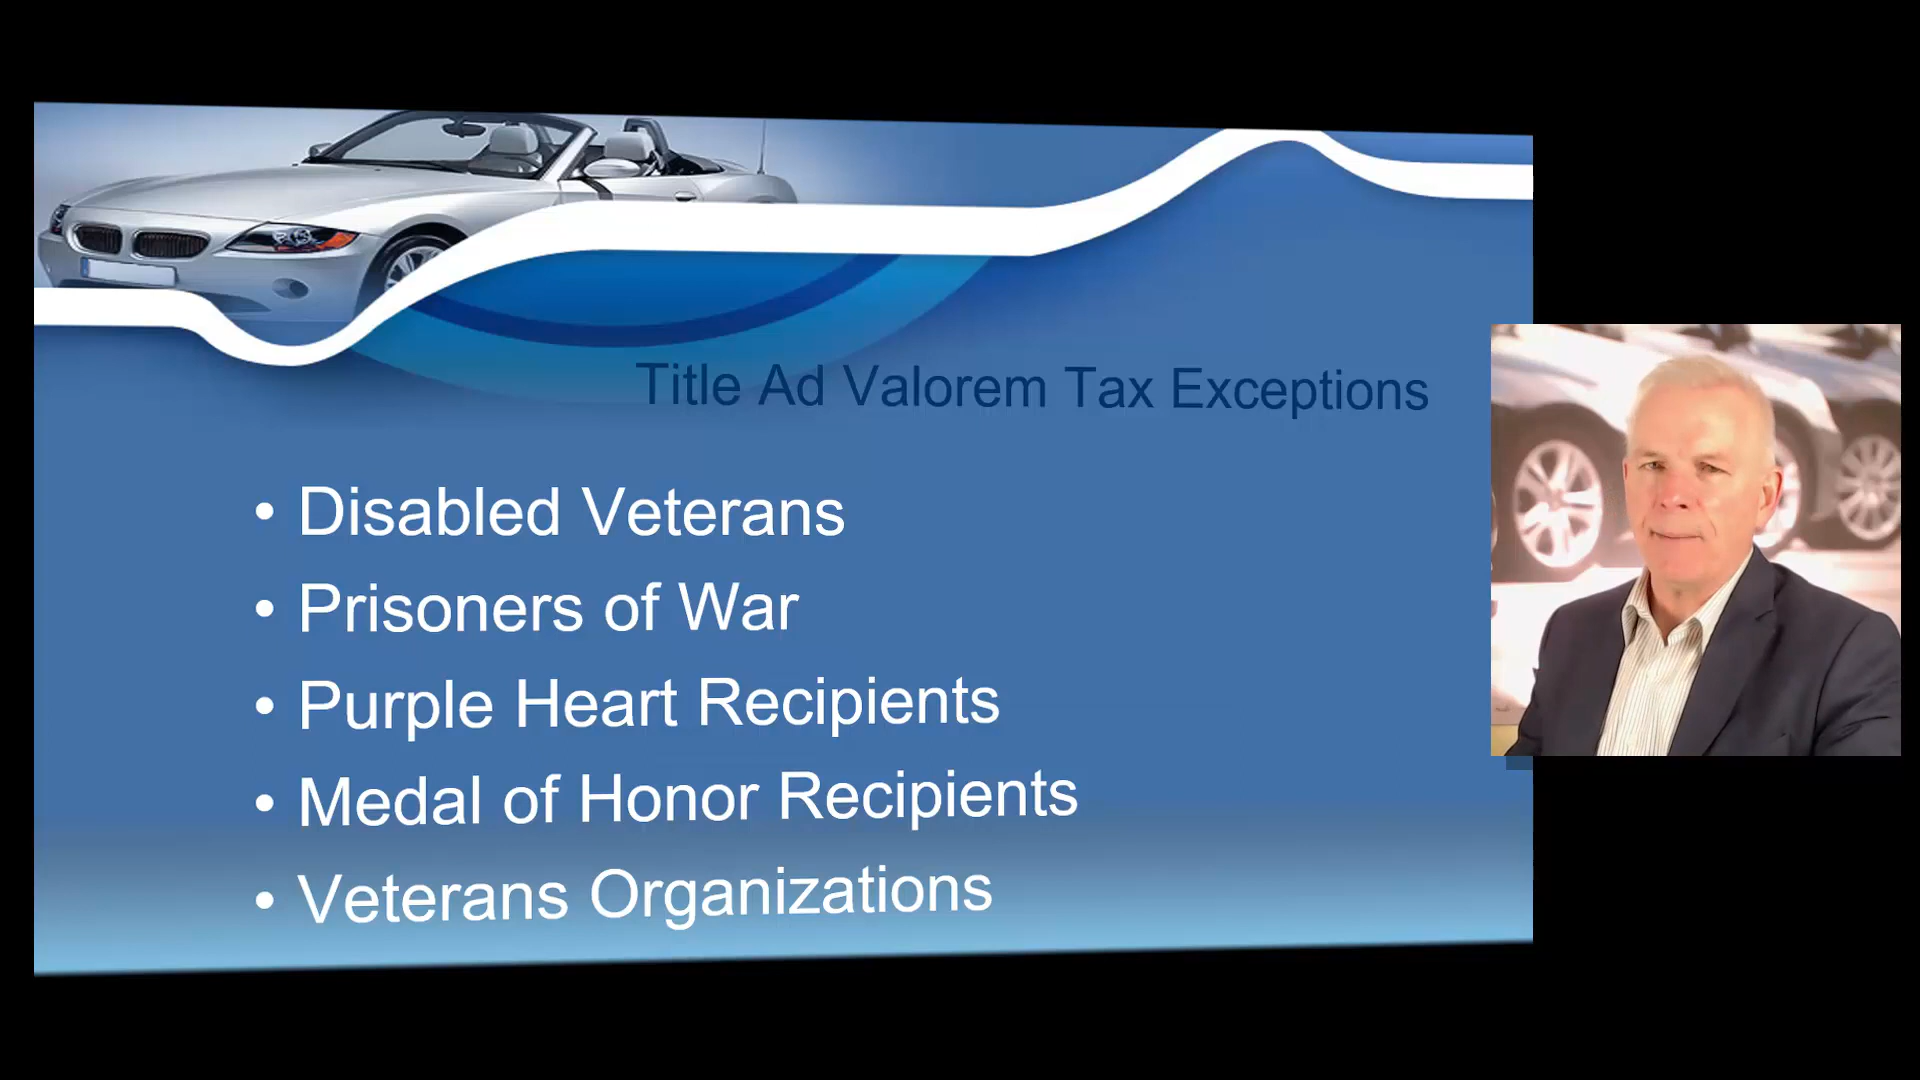 Title Ad Valorem Tax Exceptions
• Disabled Veterans
• Prisoners of War
• Purple Heart Recipients
• Medal of Honor Recipients
• Veterans Organizations